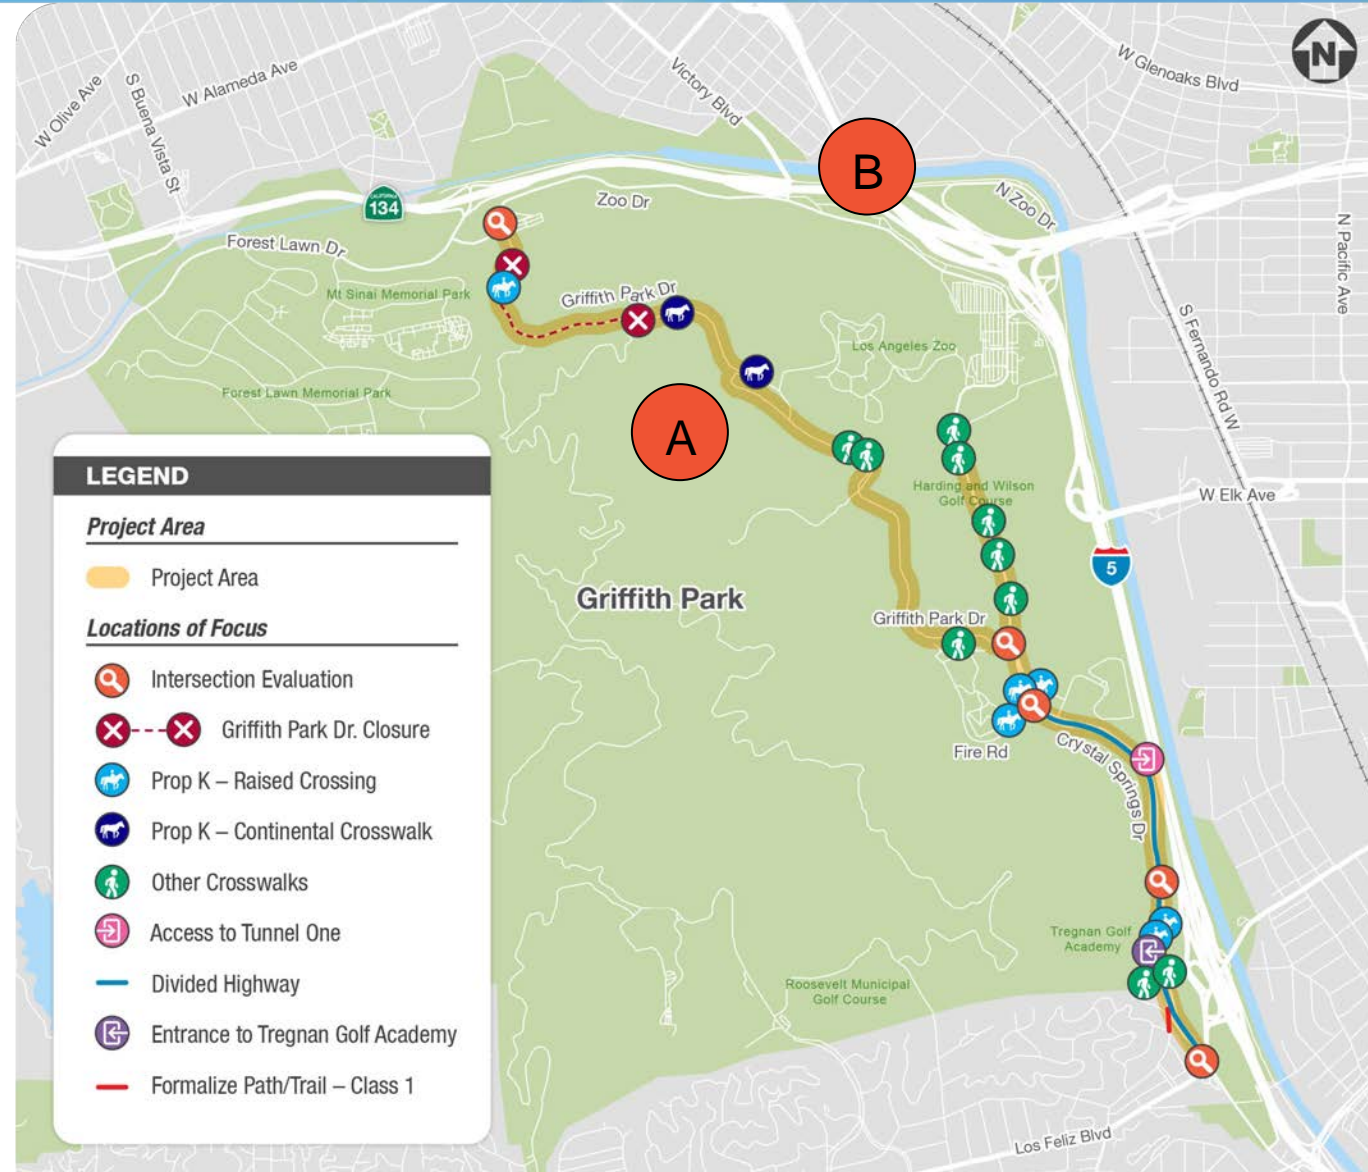 N
W Glenoaks Blvd
W Olive Ave
S Buena Vista St
W Alameda Ave
Victory Blvd
B
CALIFORNIA
134
Zoo Dr
N Zoo Dr
N Pacific Ave
Forest Lawn Dr
Mt Sinai Memorial Park
Griffith Park Dr
S Fernando Rd W
Los Angeles Zoo
Forest Lawn Memorial Park
A
Harding and Wilson
Golf Course
W Elk Ave
5
Griffith Park
Griffith Park Dr
Fire Rd
Crystal Springs Dr
Tregnan Golf
Academy
Roosevelt Municipal
Golf Course
Los Feliz Blvd
LEGEND
Project Area
Project Area
Locations of Focus
Intersection Evaluation
Griffith Park Dr. Closure
Prop K – Raised Crossing
Prop K – Continental Crosswalk
Other Crosswalks
Access to Tunnel One
Divided Highway
Entrance to Tregnan Golf Academy
Formalize Path/Trail – Class 1